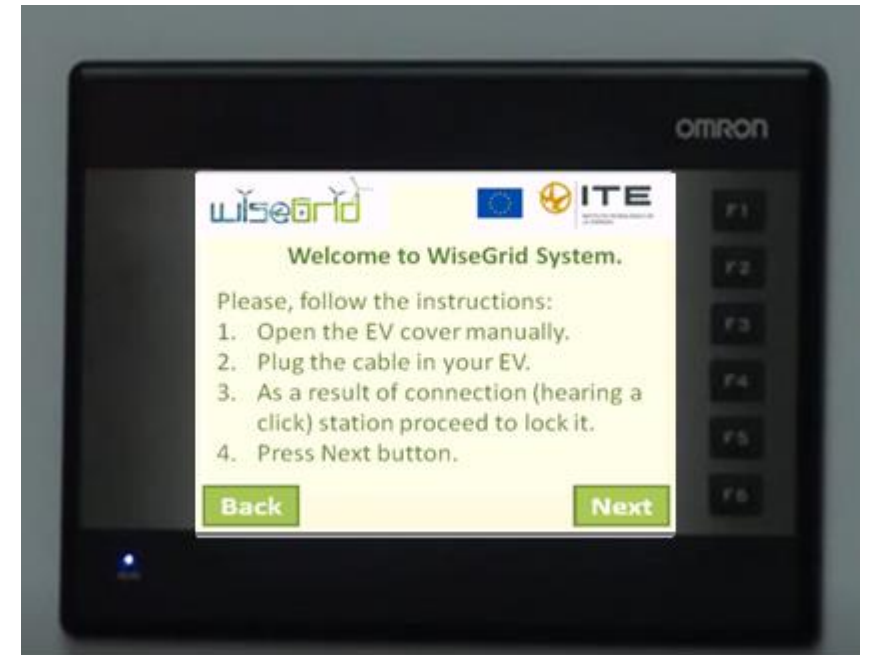 OMRON
wiseGrid
ITE
Welcome to WiseGrid System.
Please, follow the instructions:
1. Open the EV cover manually.
2. Plug the cable in your EV.
3. As a result of connection (hearing a
click) station proceed to lock it.
4. Press Next button.
Back
Next
F1
F2
F3
F4
F5
F6